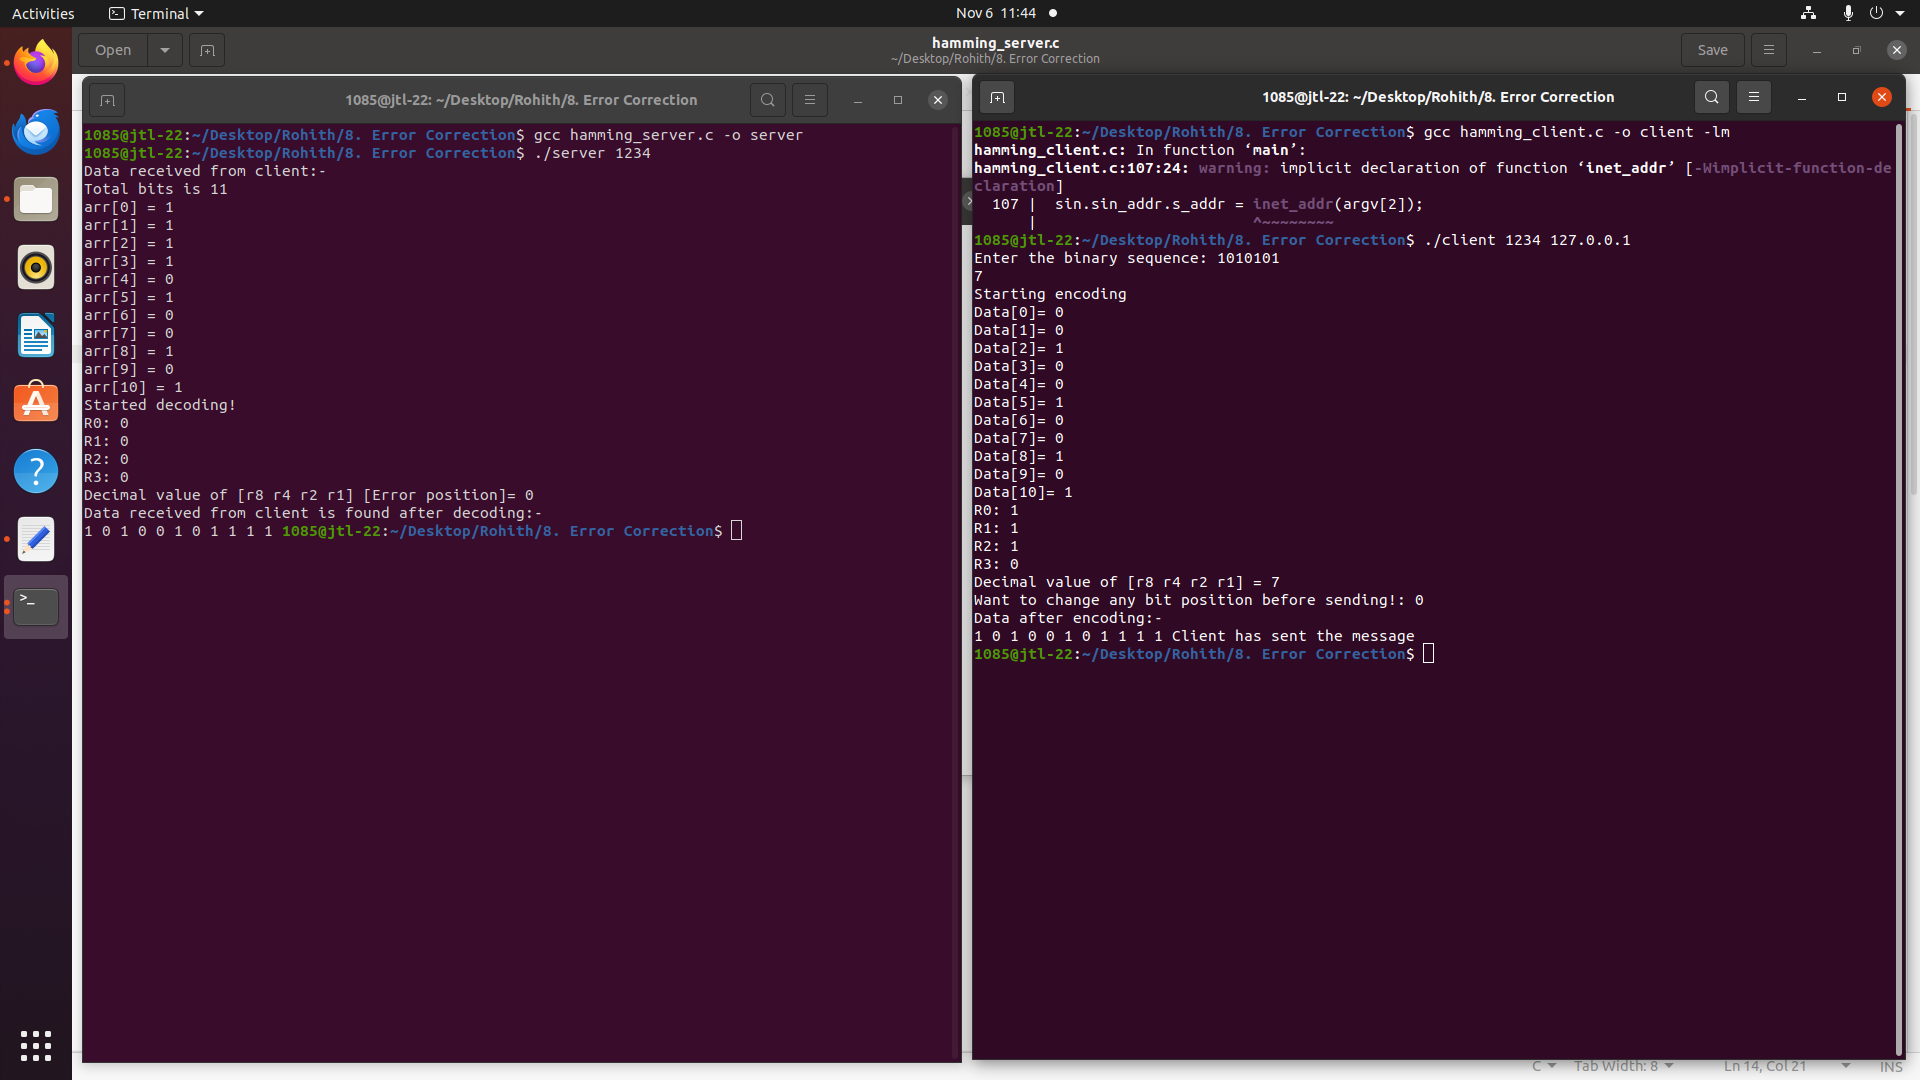 Activities
Terminal
Nov 6 11:44
Open
hamming_server.c
~/Desktop/Rohith/8. Error Correction
Save
1085@jtl-22: ~/Desktop/Rohith/8. Error Correction
1085@jtl-22:~/Desktop/Rohith/8. Error Correction$ gcc hamming_server.c -o server
1085@jtl-22:~/Desktop/Rohith/8. Error Correction$ ./server 1234
Data received from client:-
Total bits is 11
arr[0] = 1
arr[1] = 1
arr[2] = 1
arr[3] = 1
arr[4] = 0
arr[5] = 1
arr[6] = 0
arr[7] = 0
arr[8] = 1
arr[9] = 0
arr[10] = 1
Started decoding!
R0: 0
R1: 0
R2: 0
R3: 0
Decimal value of [r8 r4 r2 r1] [Error position]= 0
Data received from client is found after decoding:-
1 0 1 0 0 1 0 1 1 1 1 1085@jtl-22:~/Desktop/Rohith/8. Error Correction$
1085@jtl-22: ~/Desktop/Rohith/8. Error Correction
1085@jtl-22:~/Desktop/Rohith/8. Error Correction$ gcc hamming_client.c -o client -lm
hamming_client.c: In function ‘main’:
hamming_client.c:107:24: warning: implicit declaration of function ‘inet_addr’ [-Wimplicit-function-de
claration]
107 | sin.sin_addr.s_addr = inet_addr(argv[2]);
| ^~~~~~~~~
1085@jtl-22:~/Desktop/Rohith/8. Error Correction$ ./client 1234 127.0.0.1
Enter the binary sequence: 1010101
7
Starting encoding
Data[0]= 0
Data[1]= 0
Data[2]= 1
Data[3]= 0
Data[4]= 0
Data[5]= 1
Data[6]= 0
Data[7]= 0
Data[8]= 1
Data[9]= 0
Data[10]= 1
R0: 1
R1: 1
R2: 1
R3: 0
Decimal value of [r8 r4 r2 r1] = 7
Want to change any bit position before sending!: 0
Data after encoding:-
1 0 1 0 0 1 0 1 1 1 1 Client has sent the message
1085@jtl-22:~/Desktop/Rohith/8. Error Correction$
C
Tab Width: 8
Ln 14, Col 21
INS